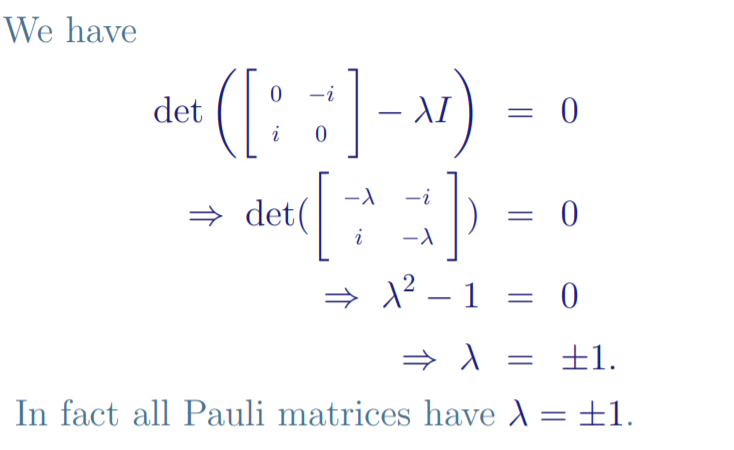 We have
det ([0 −i; i 0] − λI) = 0
⇒ det([−λ −i; i −λ]) = 0
⇒ λ² − 1 = 0
⇒ λ = ±1.
In fact all Pauli matrices have λ = ±1.